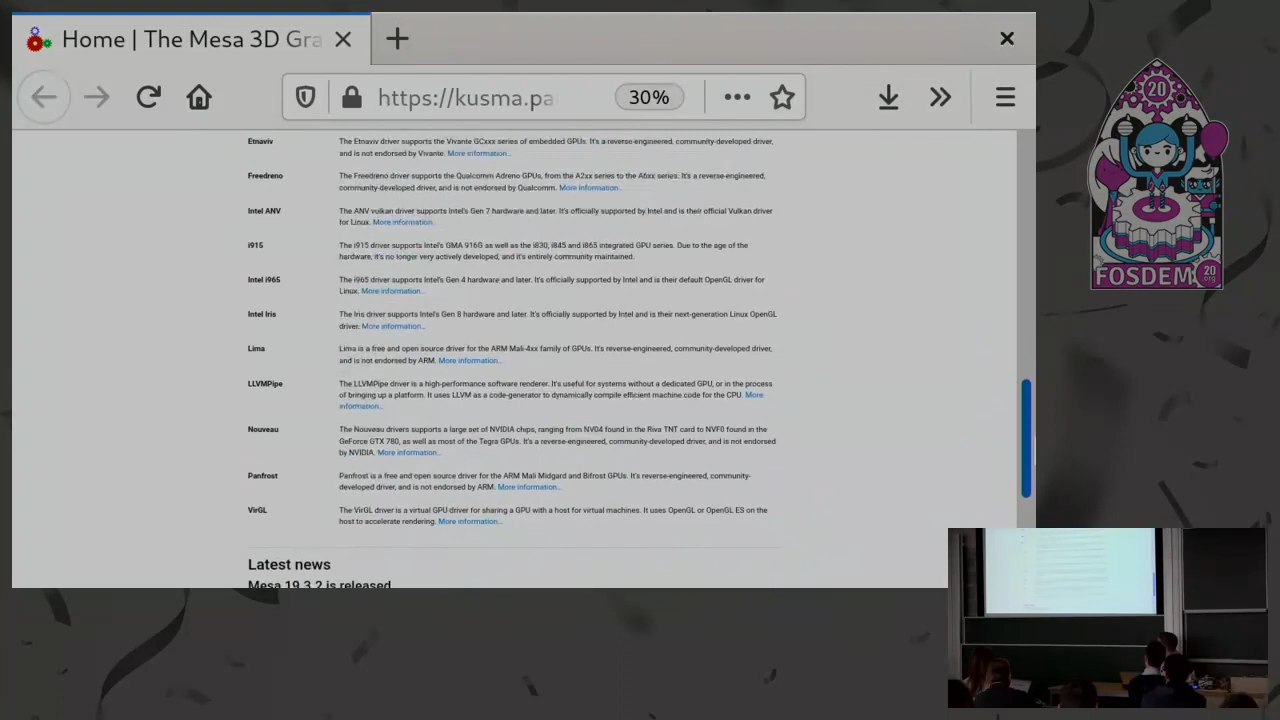 Home | The Mesa 3D Gra
https://kusma.pa
30%
Etnaviv
The Etnaviv driver supports the Vivante GCxxx series of embedded GPUs. It's a reverse-engineered, community-developed driver,
and is not endorsed by Vivante. More information...
Freedreno
The Freedreno driver supports the Qualcomm Adreno GPUs, from the A2xx series to the A6xx series. It's a reverse-engineered,
community-developed driver, and is not endorsed by Qualcomm. More information...
Intel ANV
The ANV vulkan driver supports Intel's Gen 7 hardware and later. It's officially supported by Intel and is their official Vulkan driver
for Linux. More information...
i915
The i915 driver supports Intel's GMA 916G as well as the i830, i845 and i865 integrated GPU series. Due to the age of the
hardware, it's no longer very actively developed, and it's entirely community maintained.
Intel i965
The i965 driver supports Intel's Gen 4 hardware and later. It's officially supported by Intel and is their default OpenGL driver for
Linux. More information...
Intel Iris
The Iris driver supports Intel's Gen 8 hardware and later. It's officially supported by Intel and is their next-generation Linux OpenGL
driver. More information...
Lima
Lima is a free and open source driver for the ARM Mali-4xx family of GPUs. It's reverse-engineered, community-developed driver,
and is not endorsed by ARM. More information...
LLVMPipe
The LLVMPipe driver is a high-performance software renderer. It's useful for systems without a dedicated GPU, or in the process
of bringing up a platform. It uses LLVM as a code-generator to dynamically compile efficient machine code for the CPU. More
information...
Nouveau
The Nouveau drivers supports a large set of NVIDIA chips, ranging from NV04 found in the Riva TNT card to NVF0 found in the
GeForce GTX 780, as well as most of the Tegra GPUs. It's a reverse-engineered, community-developed driver, and is not endorsed
by NVIDIA. More information...
Panfrost
Panfrost is a free and open source driver for the ARM Mali Midgard and Bifrost GPUs. It's reverse-engineered, community-
developed driver, and is not endorsed by ARM. More information...
VirGL
The VirGL driver is a virtual GPU driver for sharing a GPU with a host for virtual machines. It uses OpenGL or OpenGL ES on the
host to accelerate rendering. More information...
Latest news
Mesa 19.3.2 is released
20
FOSDEM 20
.org